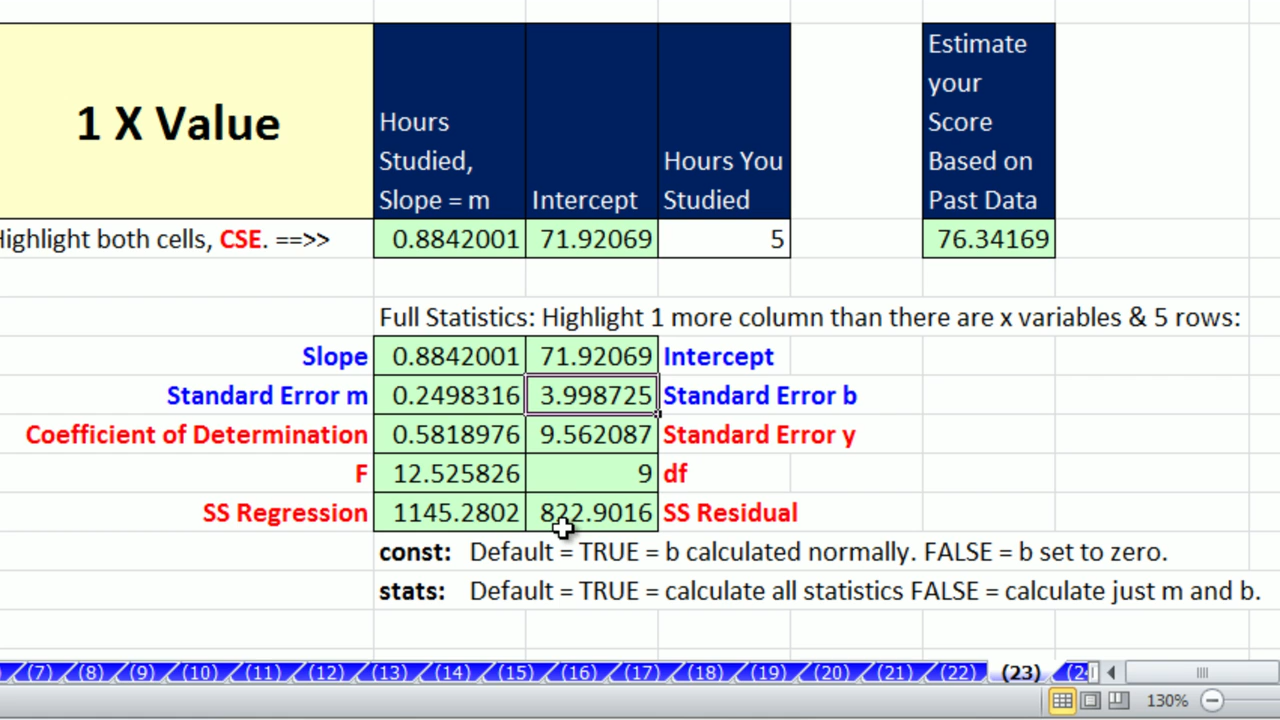 1 X Value
Hours
Studied,
Slope = m
Intercept
Hours You
Studied
Estimate
your
Score
Based on
Past Data
Highlight both cells, CSE. ==>>
0.8842001
71.92069
5
76.34169
Full Statistics: Highlight 1 more column than there are x variables & 5 rows:
Slope 0.8842001 71.92069 Intercept
Standard Error m 0.2498316 3.998725 Standard Error b
Coefficient of Determination 0.5818976 9.562087 Standard Error y
F 12.525826 9 df
SS Regression 1145.2802 822.9016 SS Residual
const: Default = TRUE = b calculated normally. FALSE = b set to zero.
stats: Default = TRUE = calculate all statistics FALSE = calculate just m and b.
(7) (8) (9) (10) (11) (12) (13) (14) (15) (16) (17) (18) (19) (20) (21) (22) (23) (24
130%